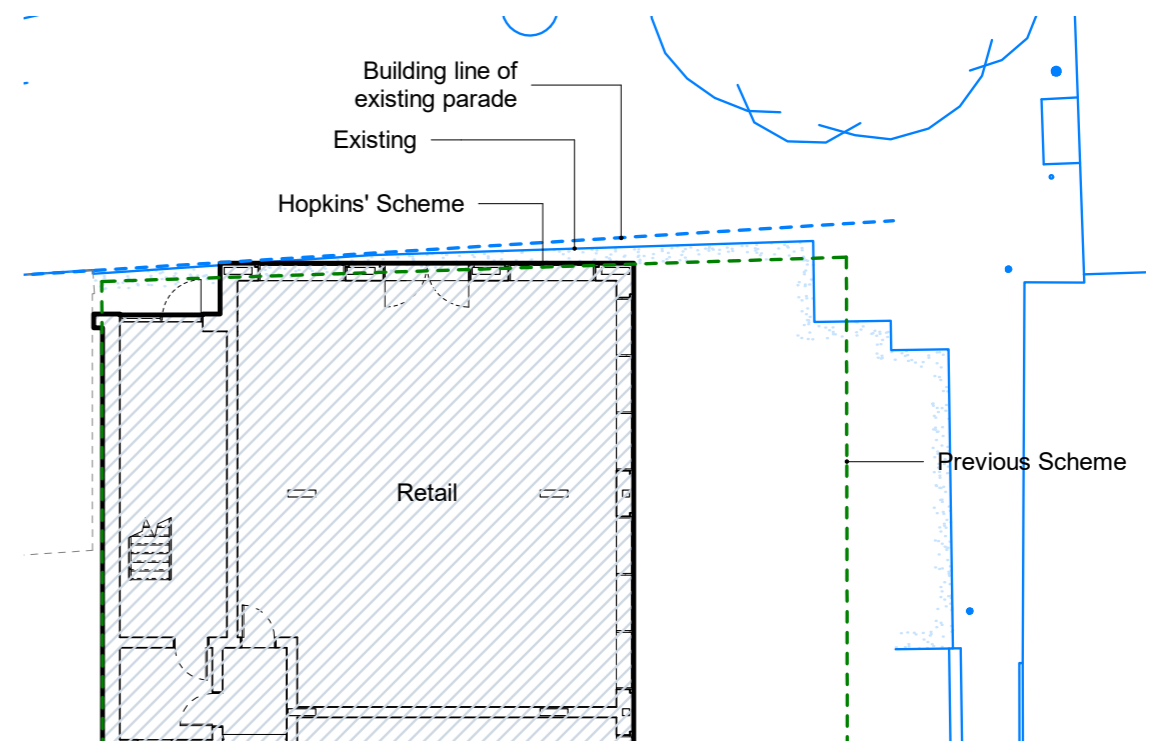 Building line of
existing parade
Existing
Hopkins' Scheme
Previous Scheme
Retail